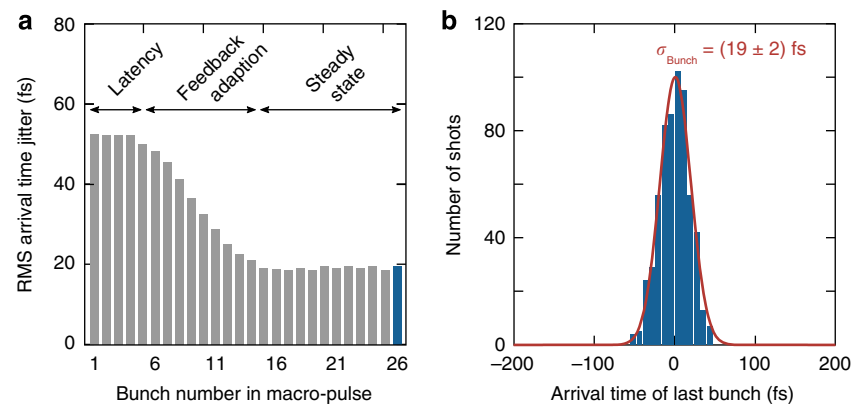 a
80
60
40
20
0
RMS arrival time jitter (fs)
Latency
Feedback
adaption
Steady
state
1 6 11 16 21 26
Bunch number in macro-pulse
b
120
80
40
0
Number of shots
σBunch = (19 ± 2) fs
−200 −100 0 100 200
Arrival time of last bunch (fs)